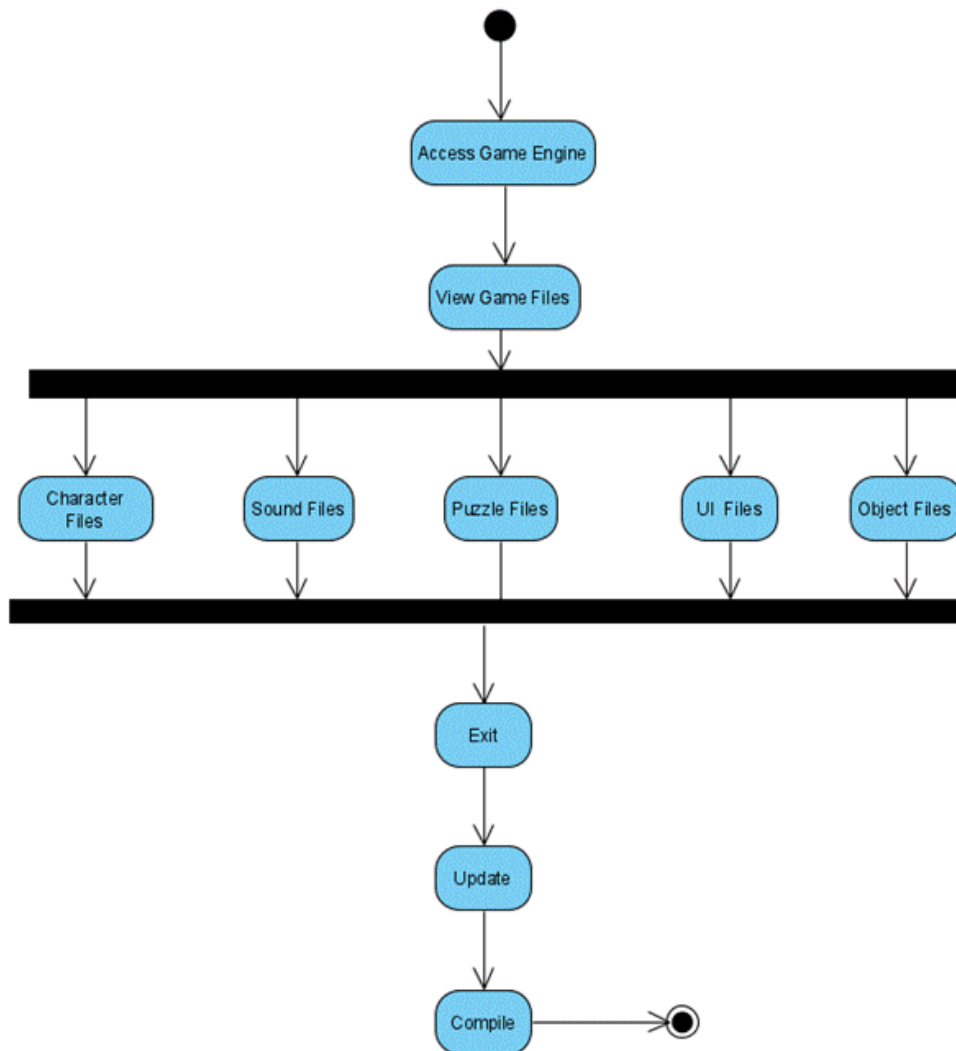 Access Game Engine
View Game Files
Character
Files
Sound Files
Puzzle Files
UI Files
Object Files
Exit
Update
Compile